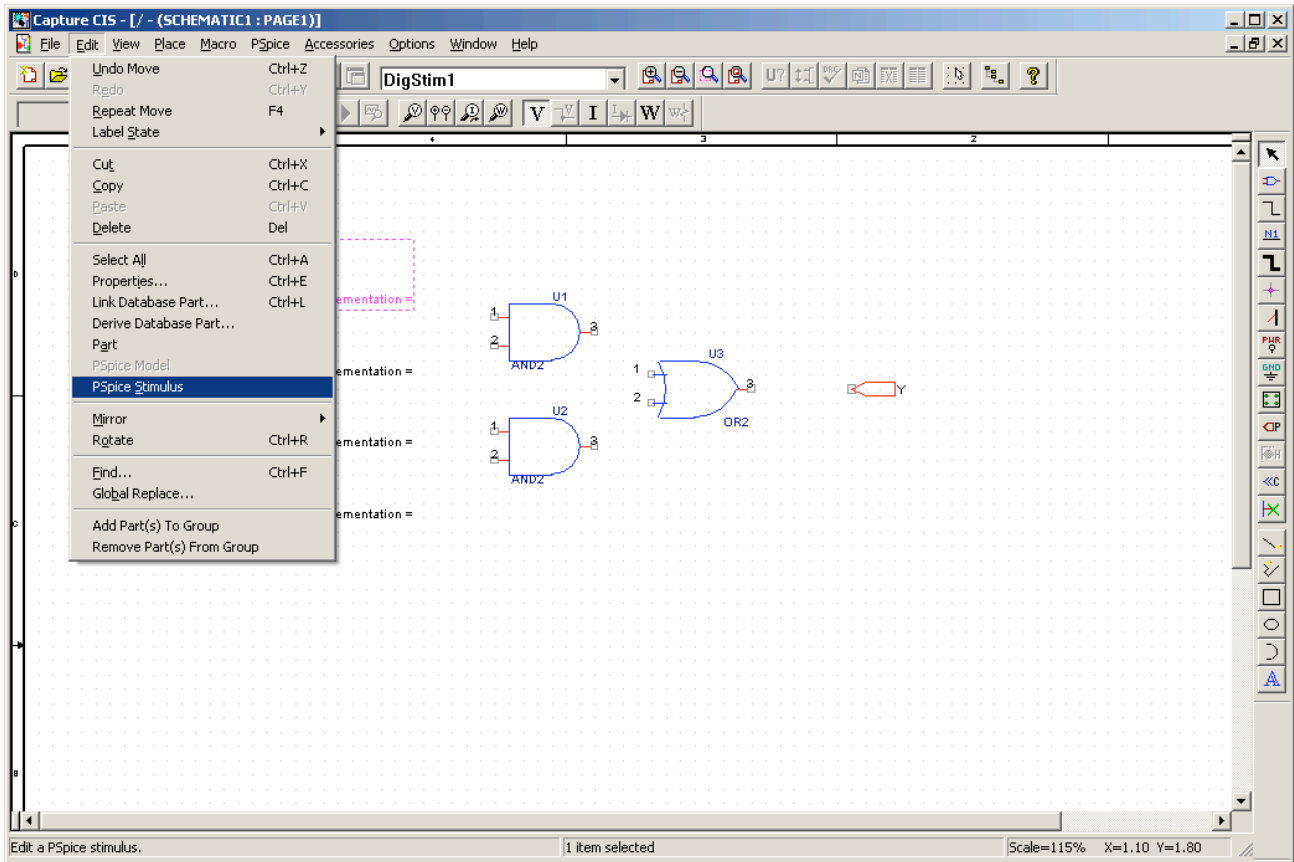 Capture CIS - [/ - (SCHEMATIC1 : PAGE1)]
File Edit View Place Macro PSpice Accessories Options Window Help
DigStim1
U?
V I W
Undo Move Ctrl+Z
Redo Ctrl+Y
Repeat Move F4
Label State
Cut Ctrl+X
Copy Ctrl+C
Paste Ctrl+V
Delete Del
Select All Ctrl+A
Properties... Ctrl+E
Link Database Part... Ctrl+L
Derive Database Part...
Part
PSpice Model
PSpice Stimulus
Mirror
Rotate Ctrl+R
Find... Ctrl+F
Global Replace...
Add Part(s) To Group
Remove Part(s) From Group
4 3 2
D
C
B
ementation =
ementation =
ementation =
ementation =
U1
1
2
3
AND2
U2
1
2
3
AND2
U3
1
2
3
OR2
Y
N1
PWR
GND
Edit a PSpice stimulus. 1 item selected Scale=115% X=1.10 Y=1.80